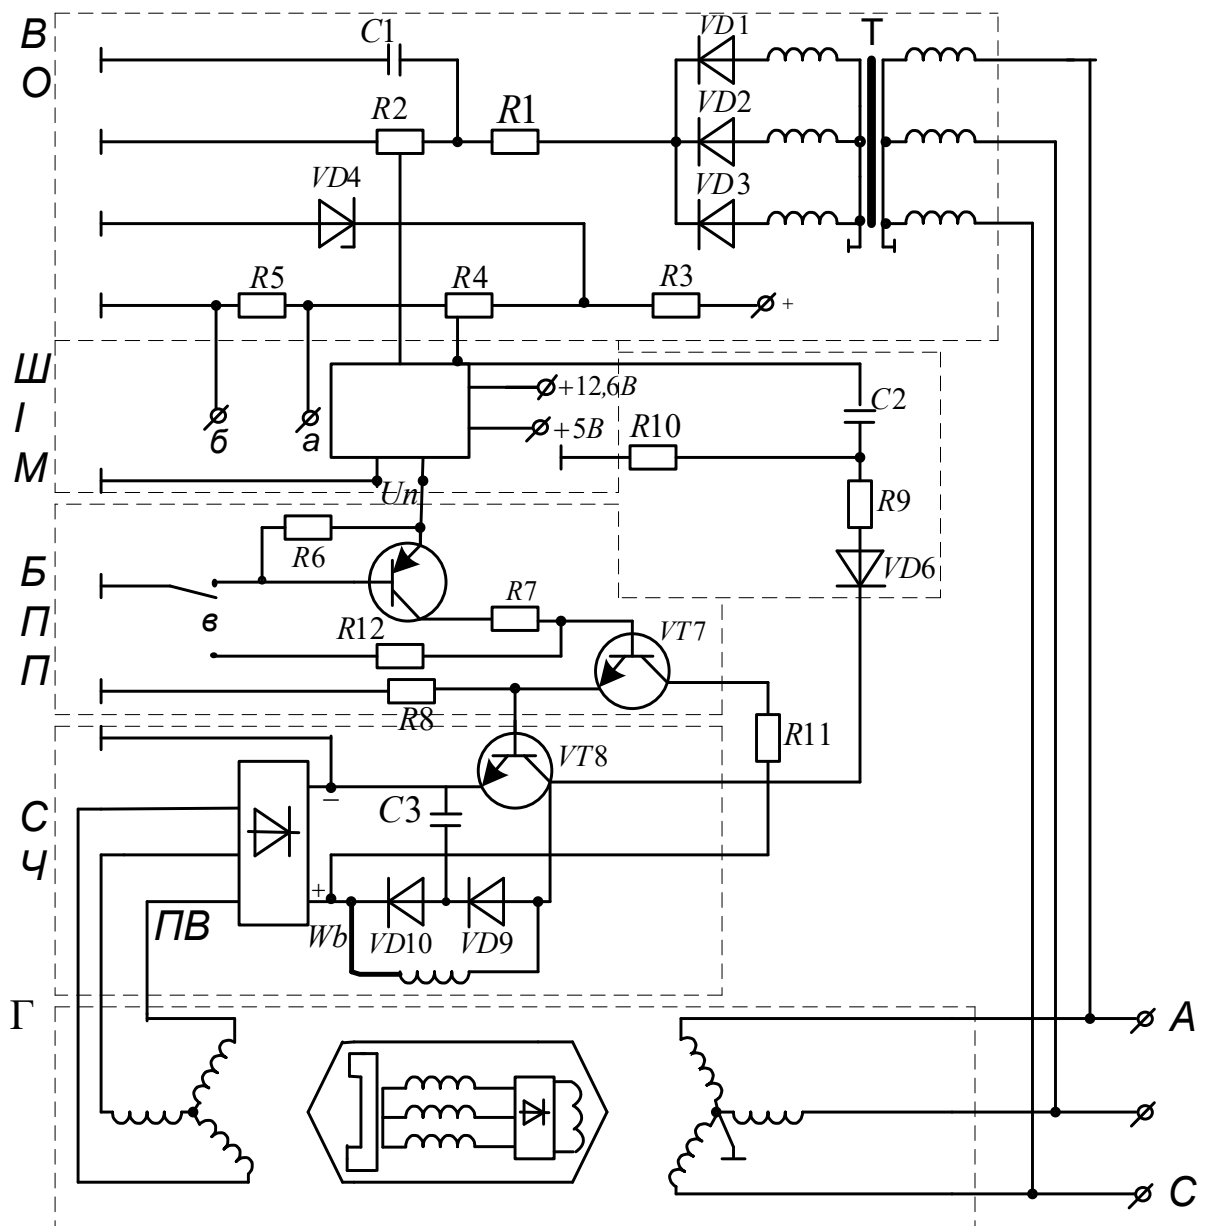 В
О
C1
VD1
T
R2
R1
VD2
VD4
VD3
R5
R4
R3
+
Ш
І
М
б
а
+12,6В
+5В
R10
C2
Un
R9
R6
VD6
Б
П
П
в
R7
R12
VT7
R8
R11
VT8
С
Ч
–
C3
+
ПВ
Wb
VD10
VD9
Г
А
С